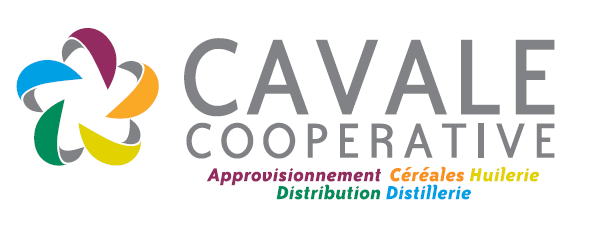 CAVALE
COOPERATIVE
Approvisionnement Céréales Huilerie
Distribution Distillerie